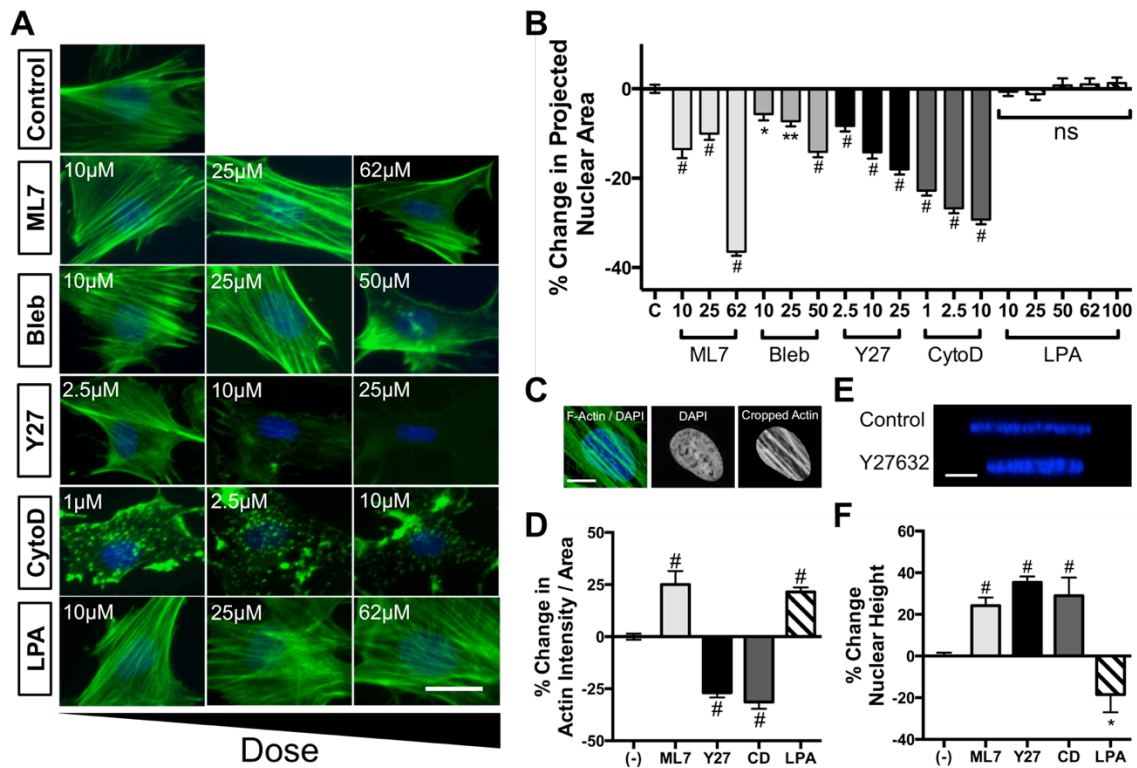 A
Control
ML7
10µM
25µM
62µM
Bleb
10µM
25µM
50µM
Y27
2.5µM
10µM
25µM
CytoD
1µM
2.5µM
10µM
LPA
10µM
25µM
62µM
Dose
B
% Change in Projected
Nuclear Area
0
-20
-40
* ** # # # # # # # # # #
ns
C 10 25 62 10 25 50 2.5 10 25 1 2.5 10 10 25 50 62 100
ML7 Bleb Y27 CytoD LPA
C
F-Actin / DAPI
DAPI
Cropped Actin
E
Control
Y27632
D
% Change in
Actin Intensity / Area
50
25
0
-25
-50
# # # #
(-) ML7 Y27 CD LPA
F
% Change
Nuclear Height
60
40
20
0
-20
-40
# # # *
(-) ML7 Y27 CD LPA